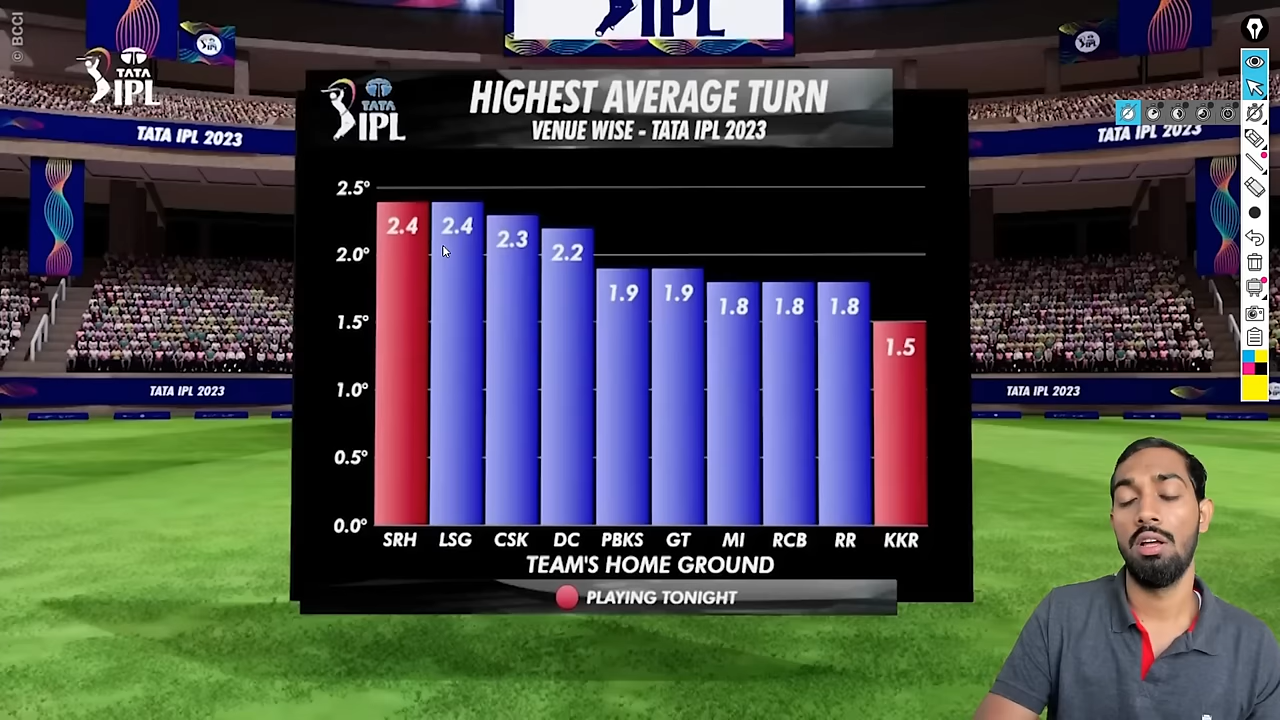 © BCCI
IPL
TATA
IPL
TATA IPL 2023
TATA IPL 2023
TATA
IPL
HIGHEST AVERAGE TURN
VENUE WISE - TATA IPL 2023
2.5°
2.0°
1.5°
1.0°
0.5°
0.0°
2.4
2.4
2.3
2.2
1.9
1.9
1.8
1.8
1.8
1.5
SRH LSG CSK DC PBKS GT MI RCB RR KKR
TEAM'S HOME GROUND
PLAYING TONIGHT
TATA IPL 2023
TATA IPL 2023